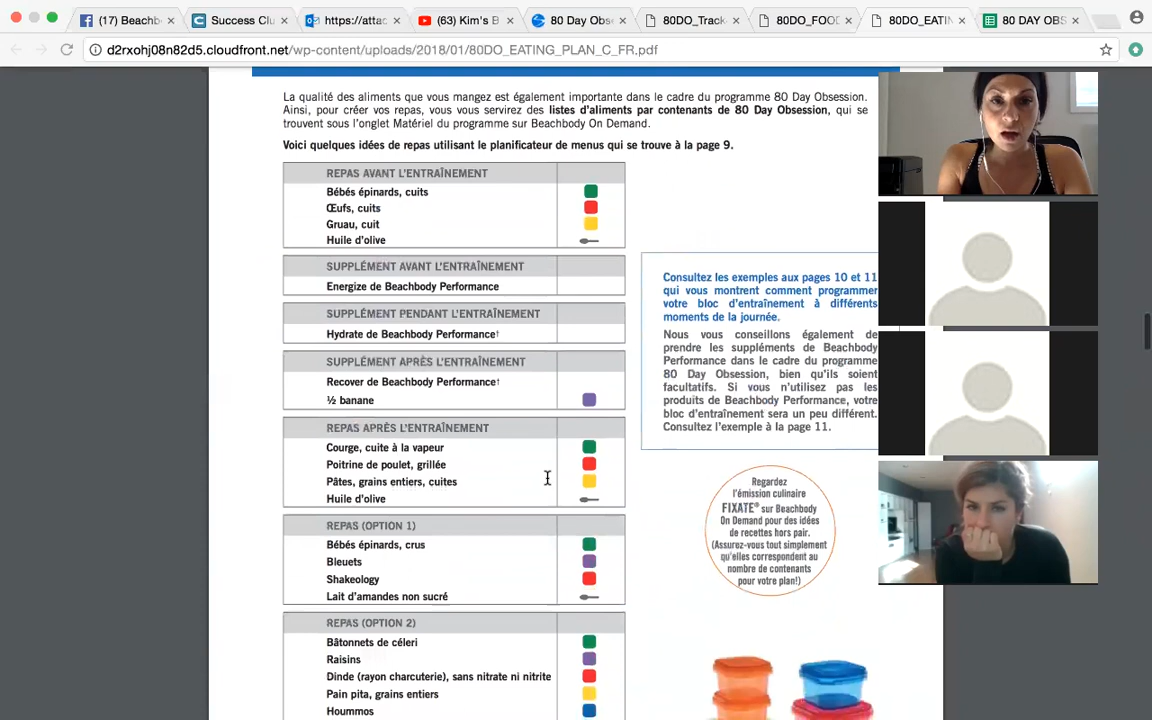 (17) Beachb
Success Clu
https://attac
(63) Kim's B
80 Day Obse
80DO_Track
80DO_FOO
80DO_EATIN
80 DAY OBS
d2rxohj08n82d5.cloudfront.net/wp-content/uploads/2018/01/80DO_EATING_PLAN_C_FR.pdf
La qualité des aliments que vous mangez est également importante dans le cadre du programme 80 Day Obsession.
Ainsi, pour créer vos repas, vous vous servirez des listes d'aliments par contenants de 80 Day Obsession, qui se
trouvent sous l'onglet Matériel du programme sur Beachbody On Demand.
Voici quelques idées de repas utilisant le planificateur de menus qui se trouve à la page 9.
REPAS AVANT L'ENTRAÎNEMENT
Bébés épinards, cuits
Œufs, cuits
Gruau, cuit
Huile d'olive
SUPPLÉMENT AVANT L'ENTRAÎNEMENT
Energize de Beachbody Performance
SUPPLÉMENT PENDANT L'ENTRAÎNEMENT
Hydrate de Beachbody Performance†
SUPPLÉMENT APRÈS L'ENTRAÎNEMENT
Recover de Beachbody Performance†
½ banane
REPAS APRÈS L'ENTRAÎNEMENT
Courge, cuite à la vapeur
Poitrine de poulet, grillée
Pâtes, grains entiers, cuites
Huile d'olive
REPAS (OPTION 1)
Bébés épinards, crus
Bleuets
Shakeology
Lait d'amandes non sucré
REPAS (OPTION 2)
Bâtonnets de céleri
Raisins
Dinde (rayon charcuterie), sans nitrate ni nitrite
Pain pita, grains entiers
Hoummos
Consultez les exemples aux pages 10 et 11
qui vous montrent comment programmer
votre bloc d'entraînement à différents
moments de la journée.
Nous vous conseillons également de
prendre les suppléments de Beachbody
Performance dans le cadre du programme
80 Day Obsession, bien qu'ils soient
facultatifs. Si vous n'utilisez pas les
produits de Beachbody Performance, votre
bloc d'entraînement sera un peu différent.
Consultez l'exemple à la page 11.
Regardez
l'émission culinaire
FIXATE® sur Beachbody
On Demand pour des idées
de recettes hors pair.
(Assurez-vous tout simplement
qu'elles correspondent au
nombre de contenants
pour votre plan!)